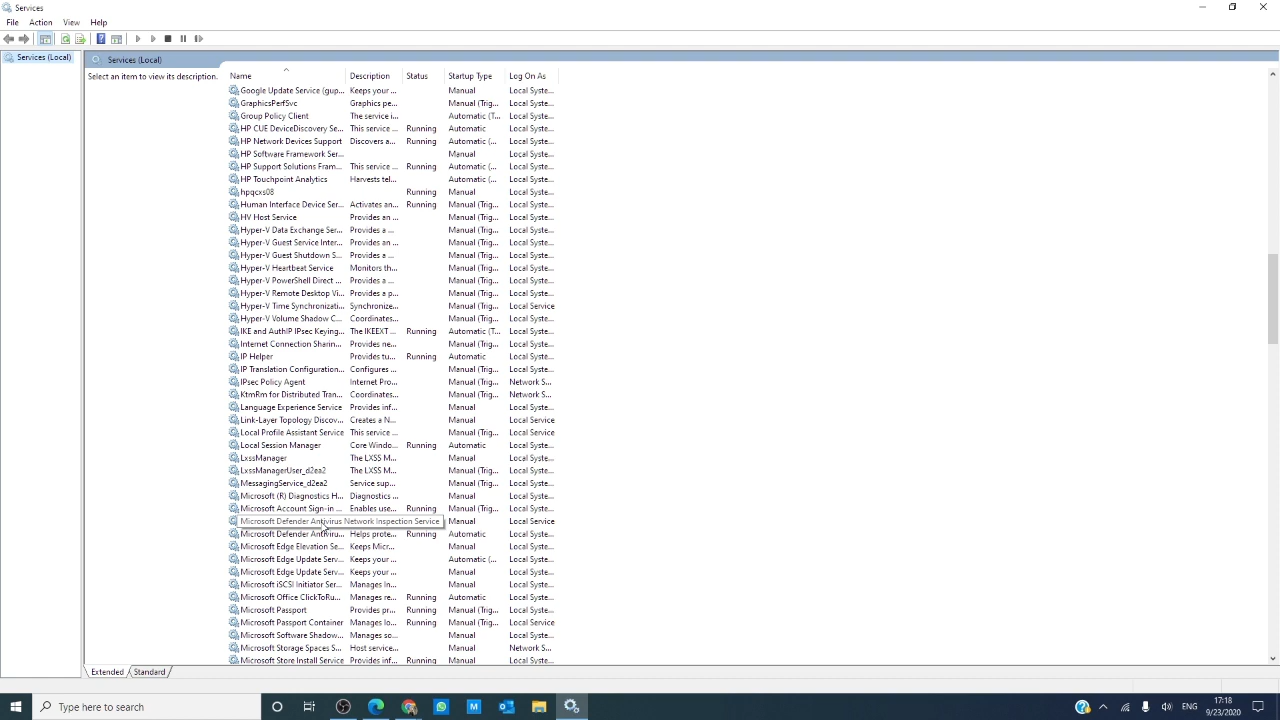 Services
File Action View Help
Services (Local)
Services (Local)
Select an item to view its description.
Name Description Status Startup Type Log On As
Google Update Service (gup... Keeps your ... Manual Local Syste...
GraphicsPerfSvc Graphics pe... Manual (Trig... Local Syste...
Group Policy Client The service i... Automatic (T... Local Syste...
HP CUE DeviceDiscovery Se... This service ... Running Automatic Local Syste...
HP Network Devices Support Discovers a... Running Automatic (... Local Syste...
HP Software Framework Ser... Manual Local Syste...
HP Support Solutions Fram... This service ... Running Automatic (... Local Syste...
HP Touchpoint Analytics Harvests tel... Automatic (... Local Syste...
hpqcxs08 Running Manual Local Syste...
Human Interface Device Ser... Activates an... Running Manual (Trig... Local Syste...
HV Host Service Provides an ... Manual (Trig... Local Syste...
Hyper-V Data Exchange Ser... Provides a ... Manual (Trig... Local Syste...
Hyper-V Guest Service Inter... Provides an ... Manual (Trig... Local Syste...
Hyper-V Guest Shutdown S... Provides a ... Manual (Trig... Local Syste...
Hyper-V Heartbeat Service Monitors th... Manual (Trig... Local Syste...
Hyper-V PowerShell Direct ... Provides a ... Manual (Trig... Local Syste...
Hyper-V Remote Desktop Vi... Provides a p... Manual (Trig... Local Syste...
Hyper-V Time Synchronizati... Synchronize... Manual (Trig... Local Service
Hyper-V Volume Shadow C... Coordinates... Manual (Trig... Local Syste...
IKE and AuthIP IPsec Keying... The IKEEXT ... Running Automatic (T... Local Syste...
Internet Connection Sharin... Provides ne... Manual (Trig... Local Syste...
IP Helper Provides tu... Running Automatic Local Syste...
IP Translation Configuration... Configures ... Manual (Trig... Local Syste...
IPsec Policy Agent Internet Pro... Manual (Trig... Network S...
KtmRm for Distributed Tran... Coordinates... Manual (Trig... Network S...
Language Experience Service Provides inf... Manual Local Syste...
Link-Layer Topology Discov... Creates a N... Manual Local Service
Local Profile Assistant Service This service ... Manual (Trig... Local Service
Local Session Manager Core Windo... Running Automatic Local Syste...
LxssManager The LXSS M... Manual Local Syste...
LxssManagerUser_d2ea2 The LXSS M... Manual (Trig... Local Syste...
MessagingService_d2ea2 Service sup... Manual (Trig... Local Syste...
Microsoft (R) Diagnostics H... Diagnostics ... Manual Local Syste...
Microsoft Account Sign-in ... Enables use... Running Manual (Trig... Local Syste...
Microsoft Defender Antivirus Network Inspection Service Manual Local Service
Microsoft Defender Antiviru... Helps prote... Running Automatic Local Syste...
Microsoft Edge Elevation Se... Keeps Micr... Manual Local Syste...
Microsoft Edge Update Serv... Keeps your ... Automatic (... Local Syste...
Microsoft Edge Update Serv... Keeps your ... Manual Local Syste...
Microsoft iSCSI Initiator Ser... Manages In... Manual Local Syste...
Microsoft Office ClickToRu... Manages re... Running Automatic Local Syste...
Microsoft Passport Provides pr... Running Manual (Trig... Local Syste...
Microsoft Passport Container Manages lo... Running Manual (Trig... Local Service
Microsoft Software Shadow... Manages so... Manual Local Syste...
Microsoft Storage Spaces S... Host service... Manual Network S...
Microsoft Store Install Service Provides inf... Running Manual Local Syste...
Extended Standard
Type here to search
ENG
17:18
9/23/2020